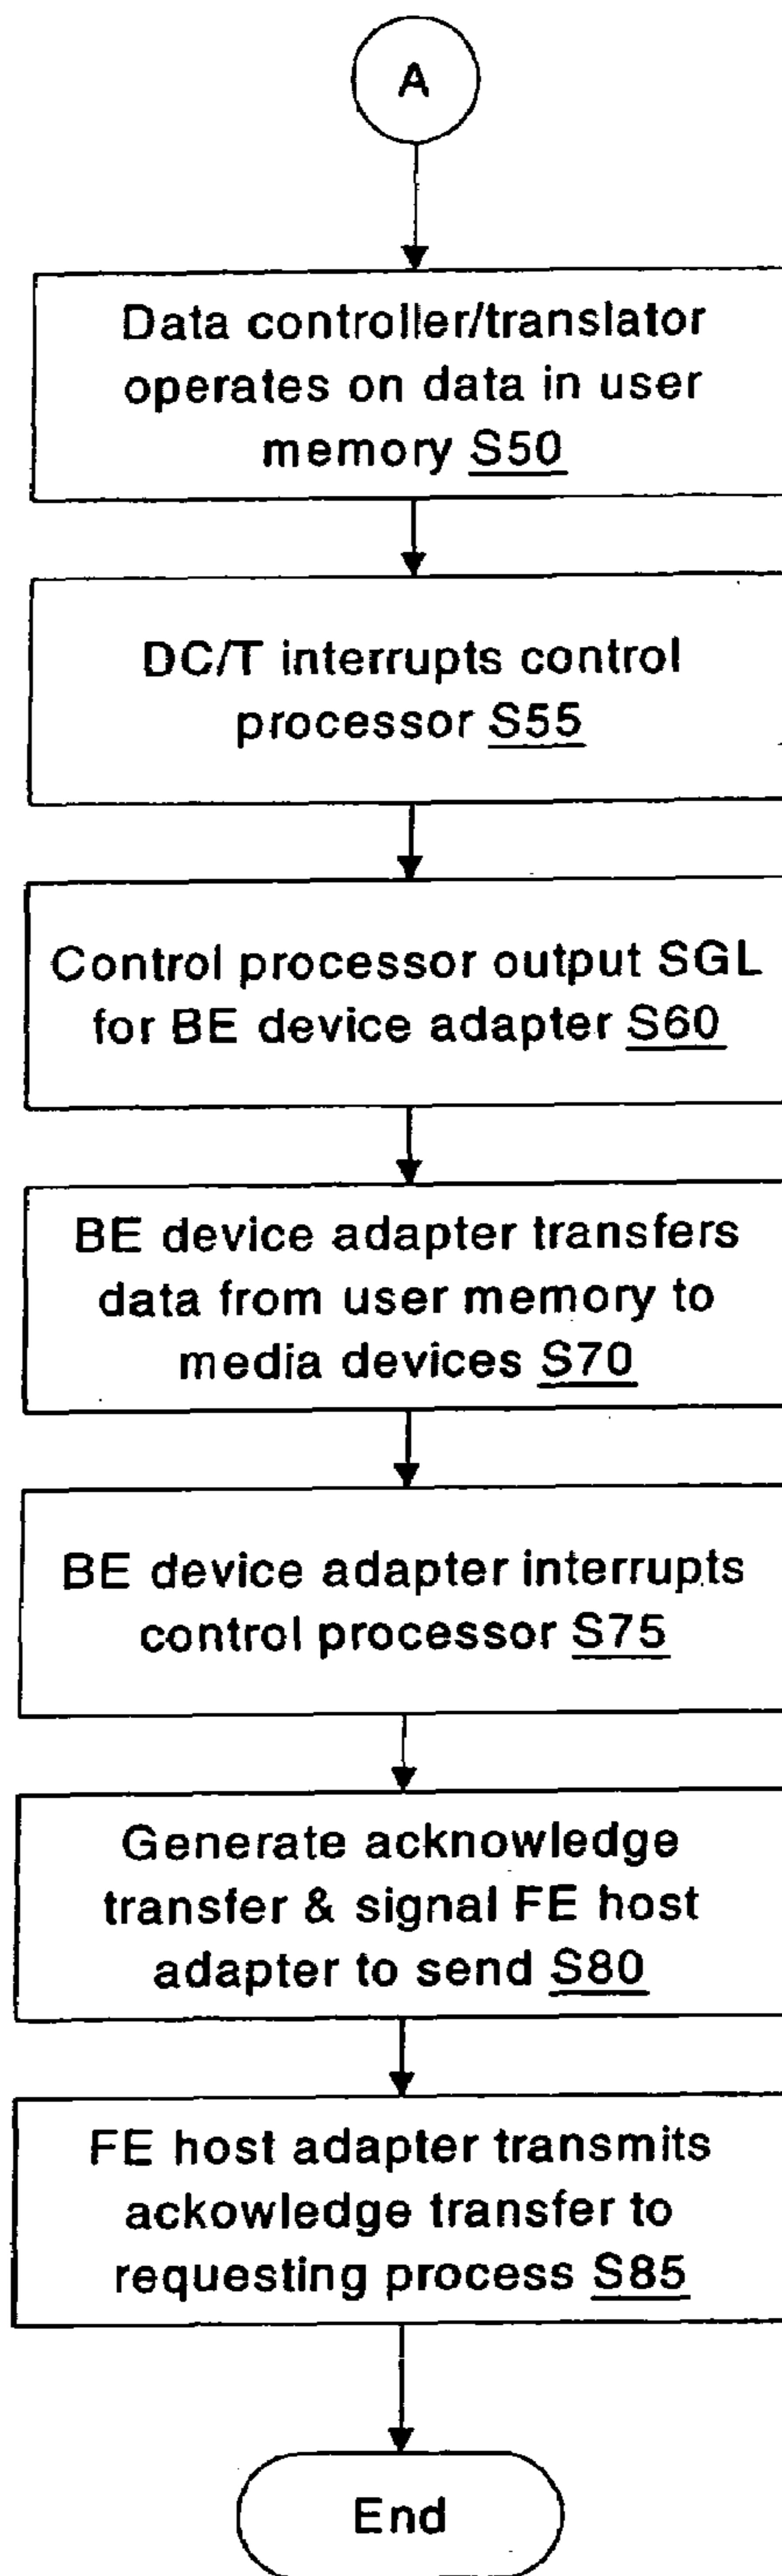 A
Data controller/translator
operates on data in user
memory S50
DC/T interrupts control
processor S55
Control processor output SGL
for BE device adapter S60
BE device adapter transfers
data from user memory to
media devices S70
BE device adapter interrupts
control processor S75
Generate acknowledge
transfer & signal FE host
adapter to send S80
FE host adapter transmits
ackowledge transfer to
requesting process S85
End